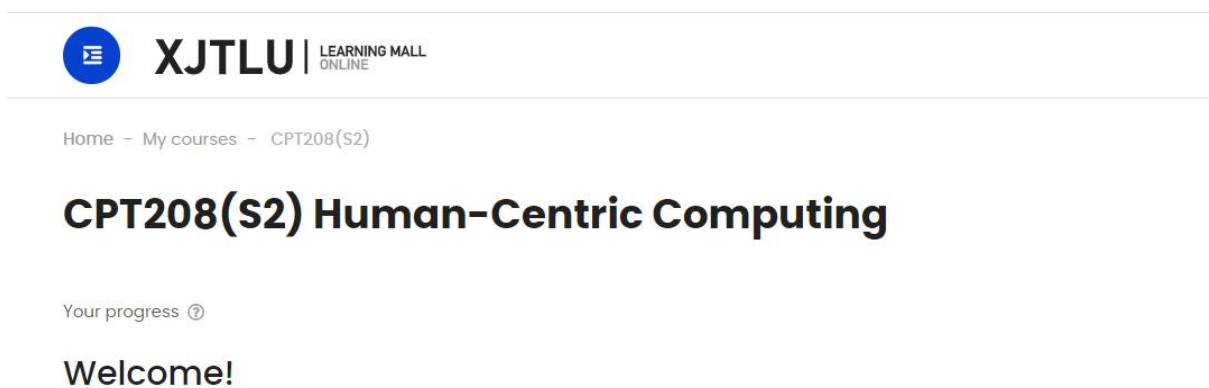 XJTLU | LEARNING MALL
ONLINE
Home - My courses - CPT208(S2)
CPT208(S2) Human-Centric Computing
Your progress ?
Welcome!